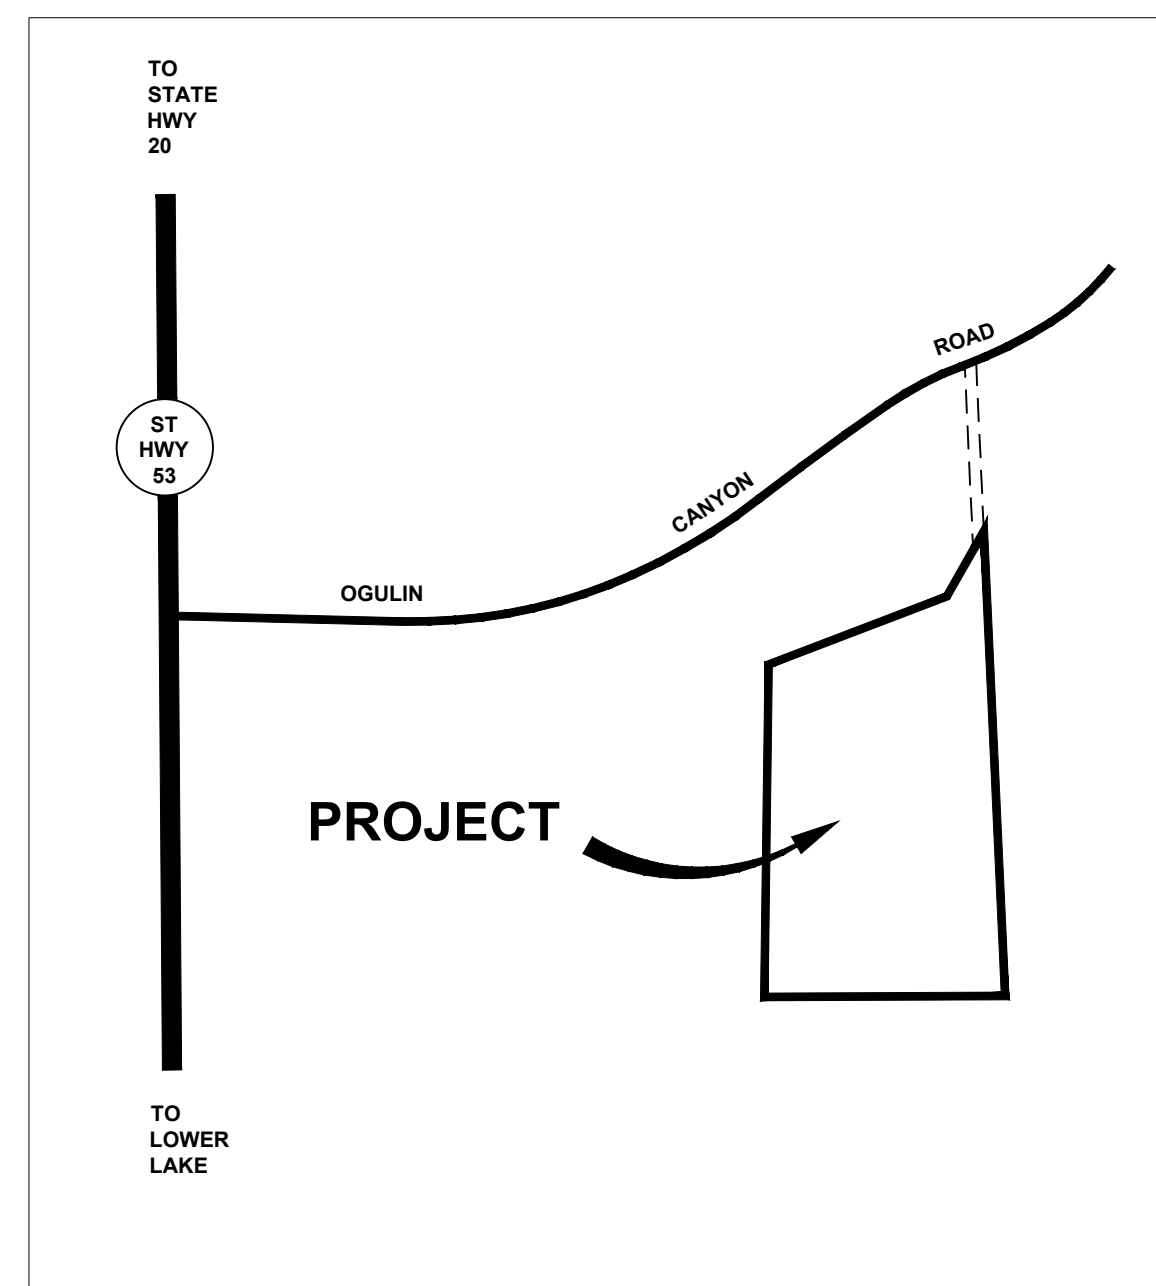 TO
STATE
HWY
20
ROAD
ST
HWY
53
CANYON
OGULIN
PROJECT
TO
LOWER
LAKE